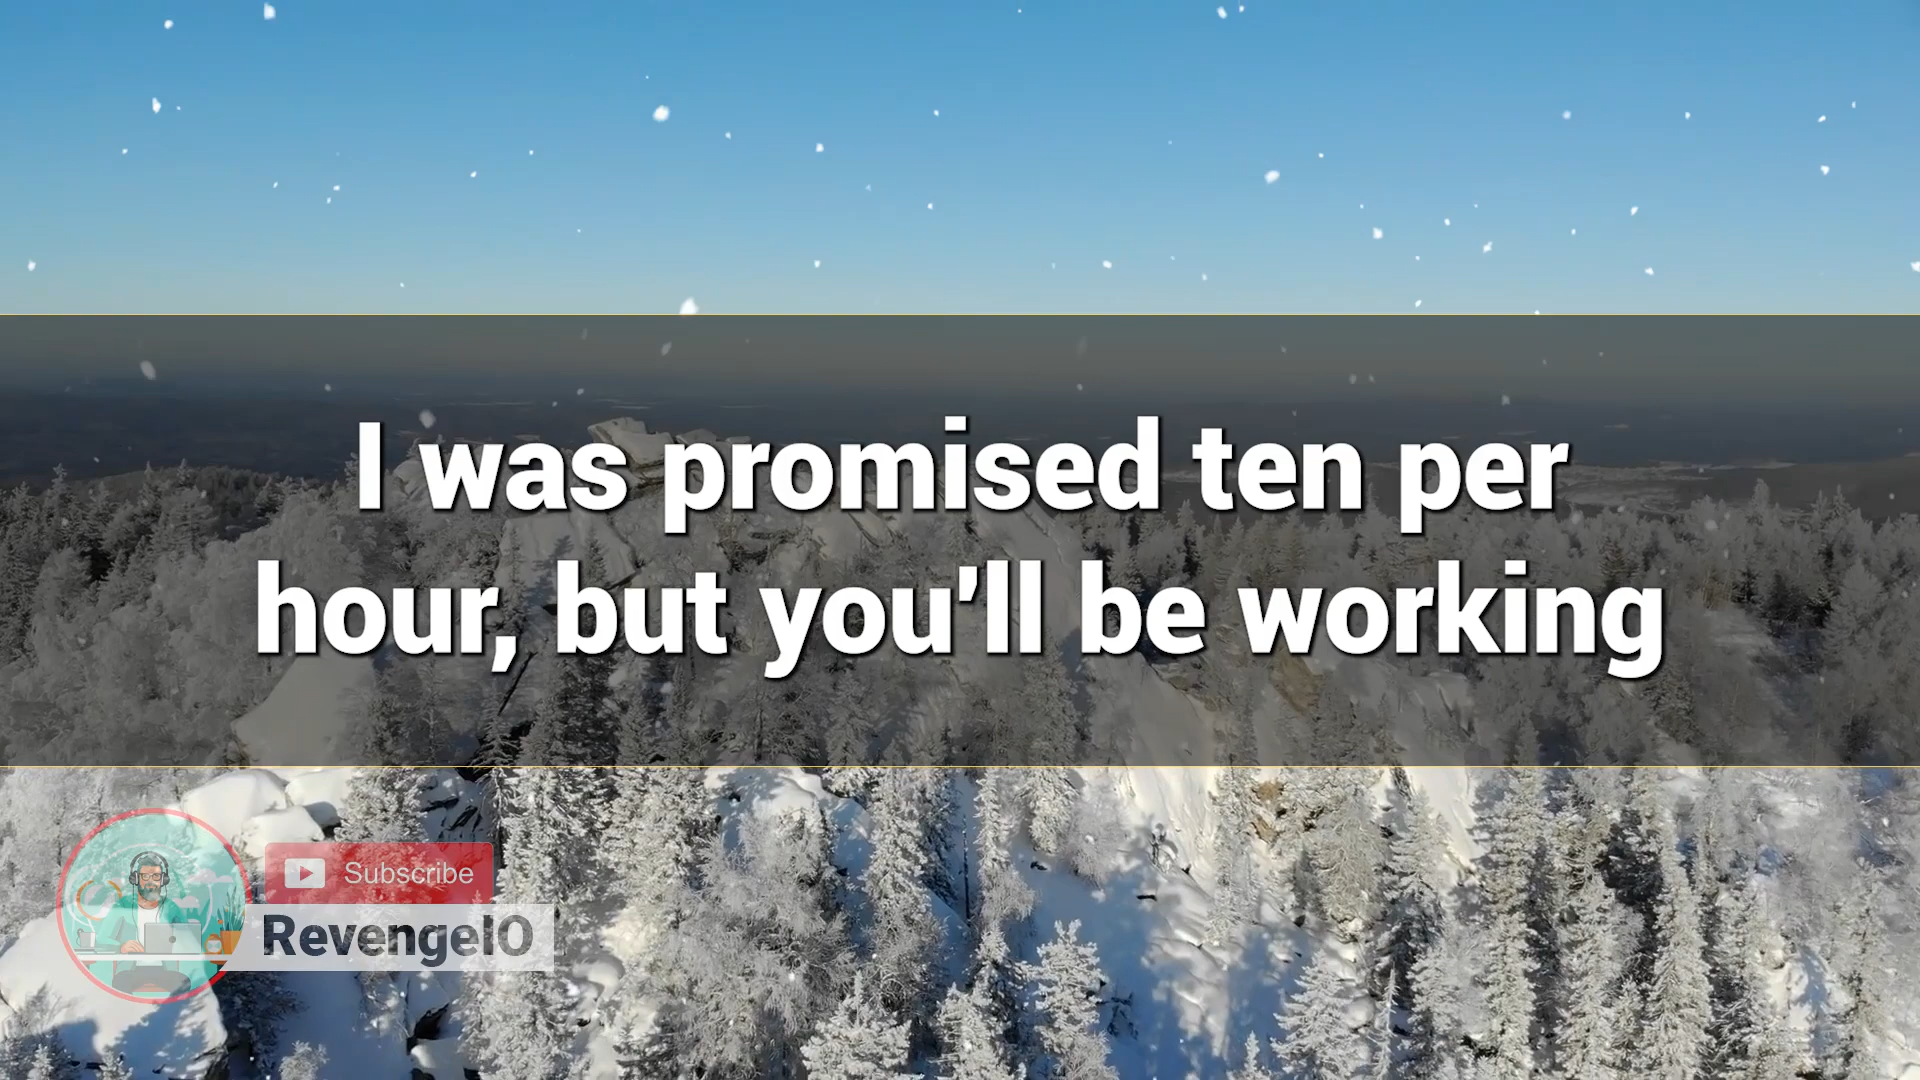 I was promised ten per
hour, but you'll be working
Subscribe
RevengeIO